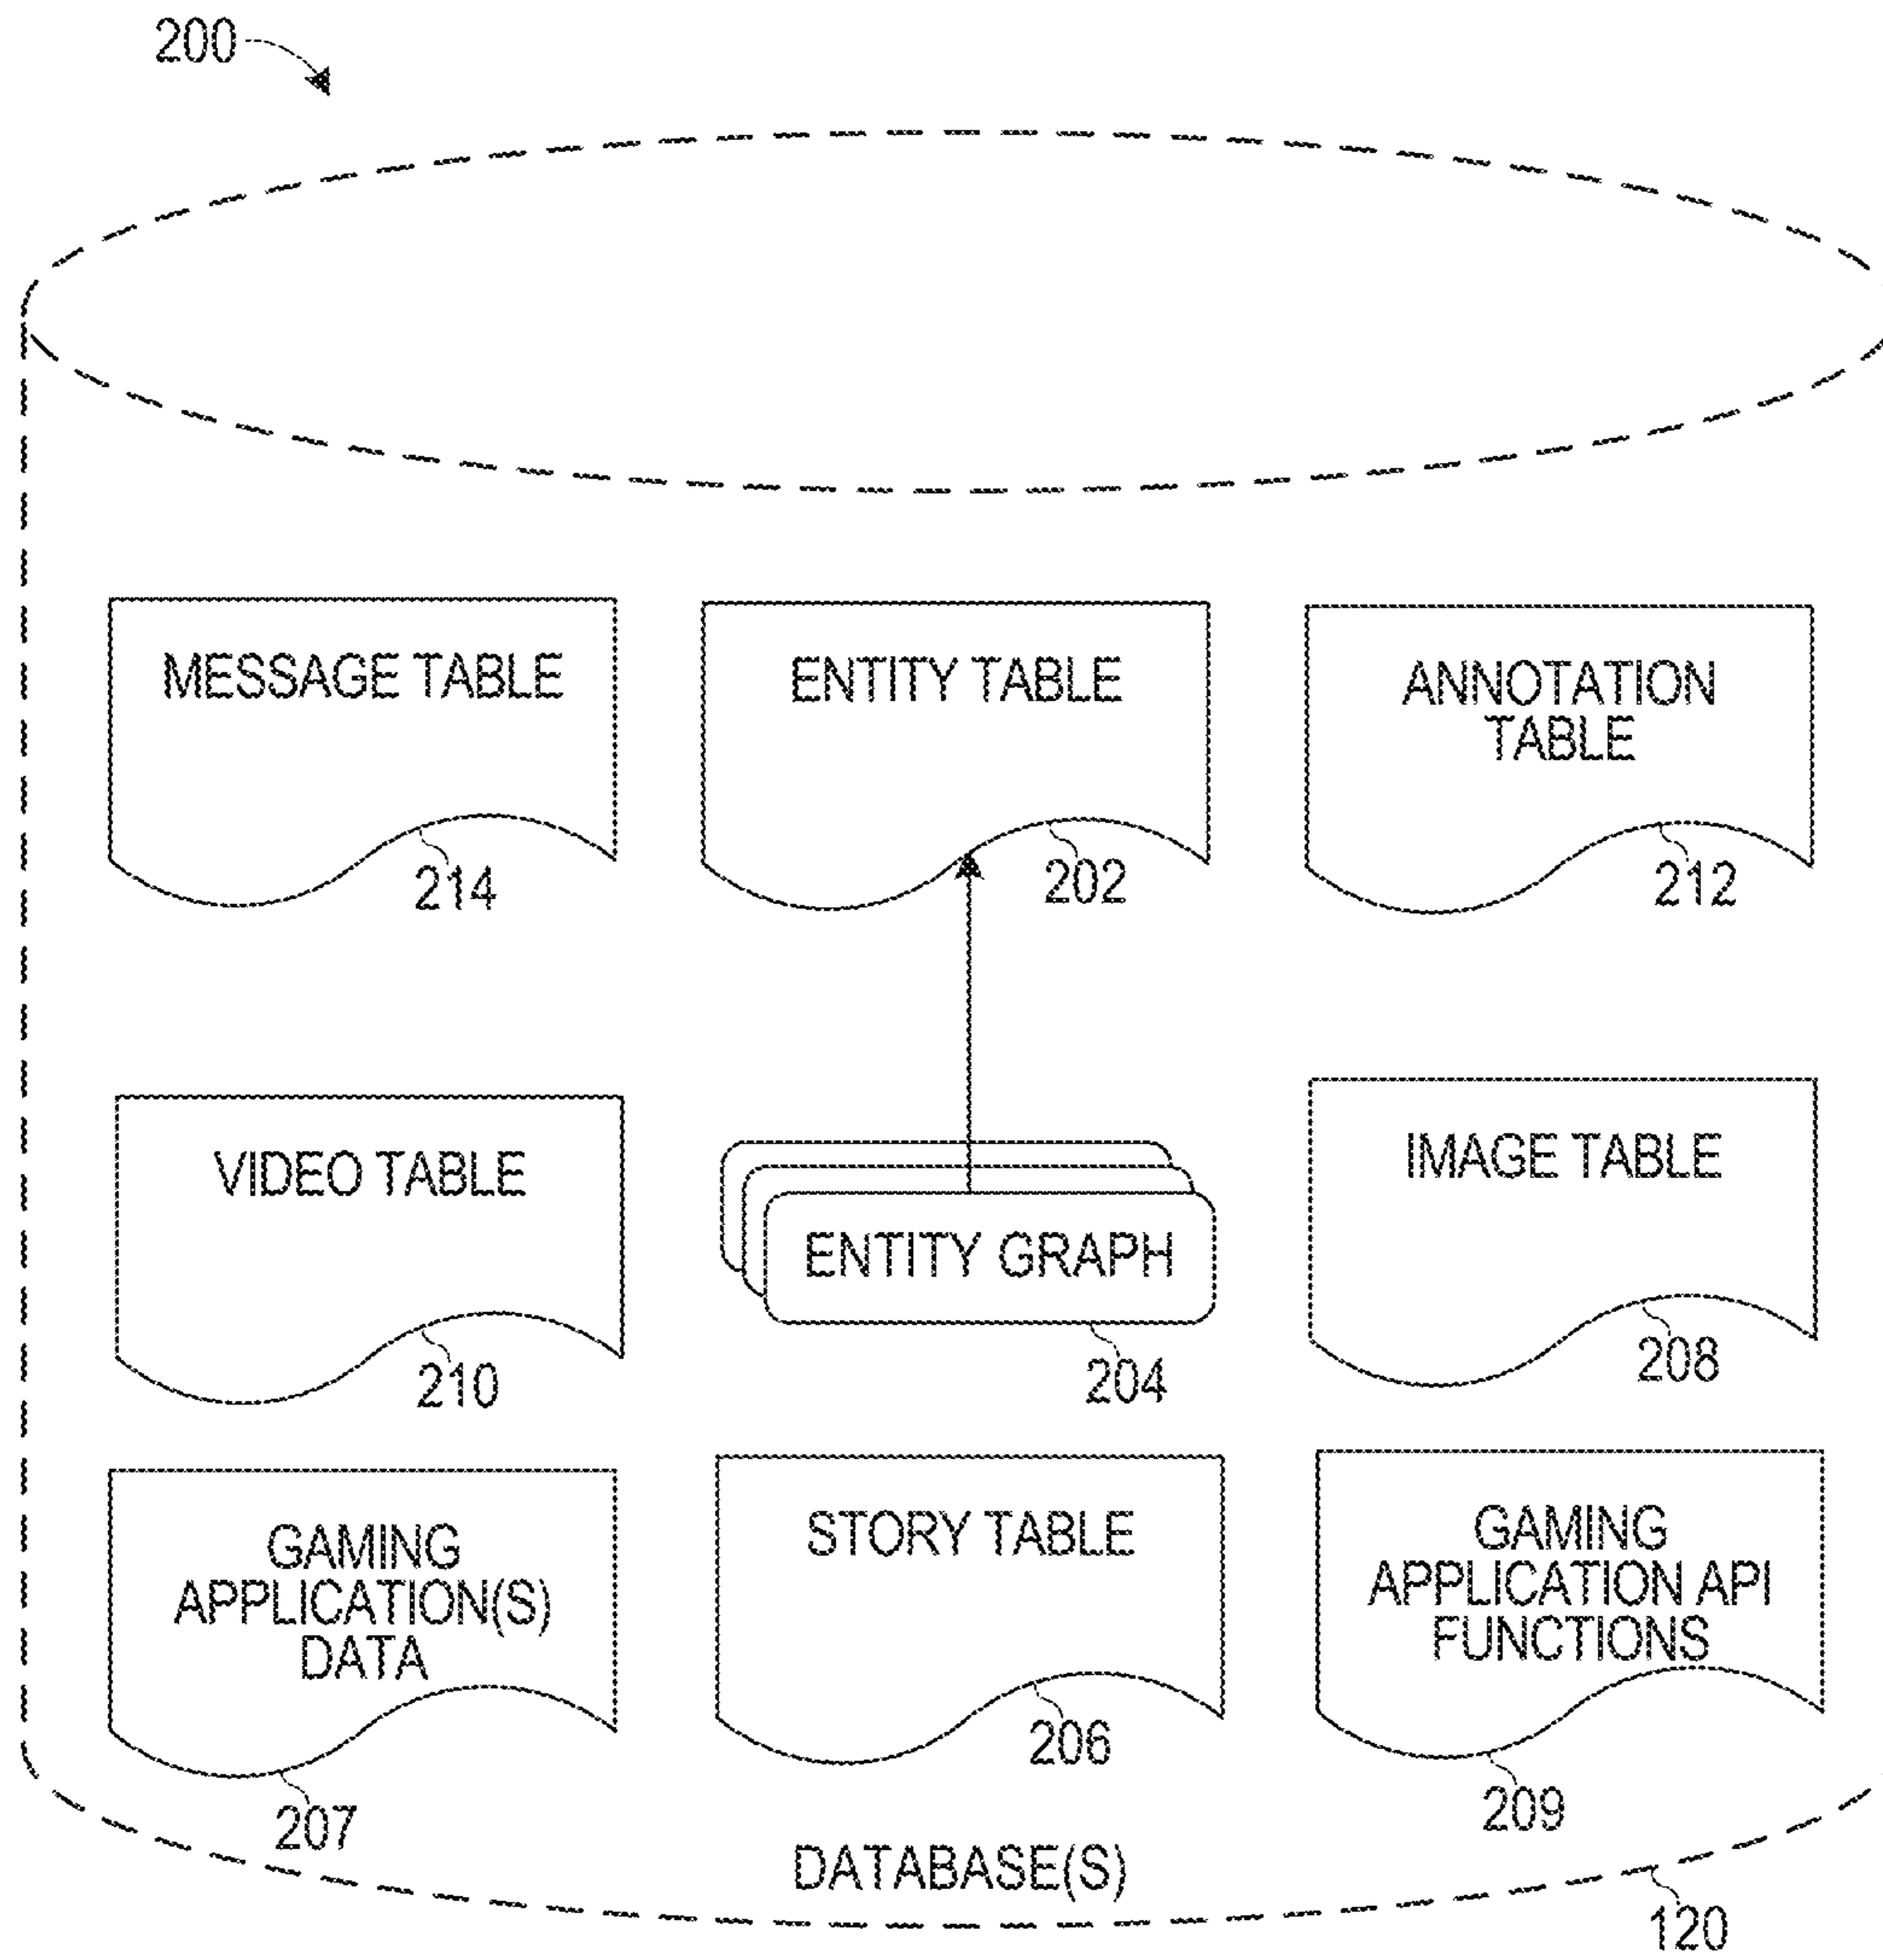 200
MESSAGE TABLE
214
ENTITY TABLE
202
ANNOTATION
TABLE
212
VIDEO TABLE
210
ENTITY GRAPH
204
IMAGE TABLE
208
GAMING
APPLICATION(S)
DATA
207
STORY TABLE
206
GAMING
APPLICATION API
FUNCTIONS
209
DATABASE(S)
120